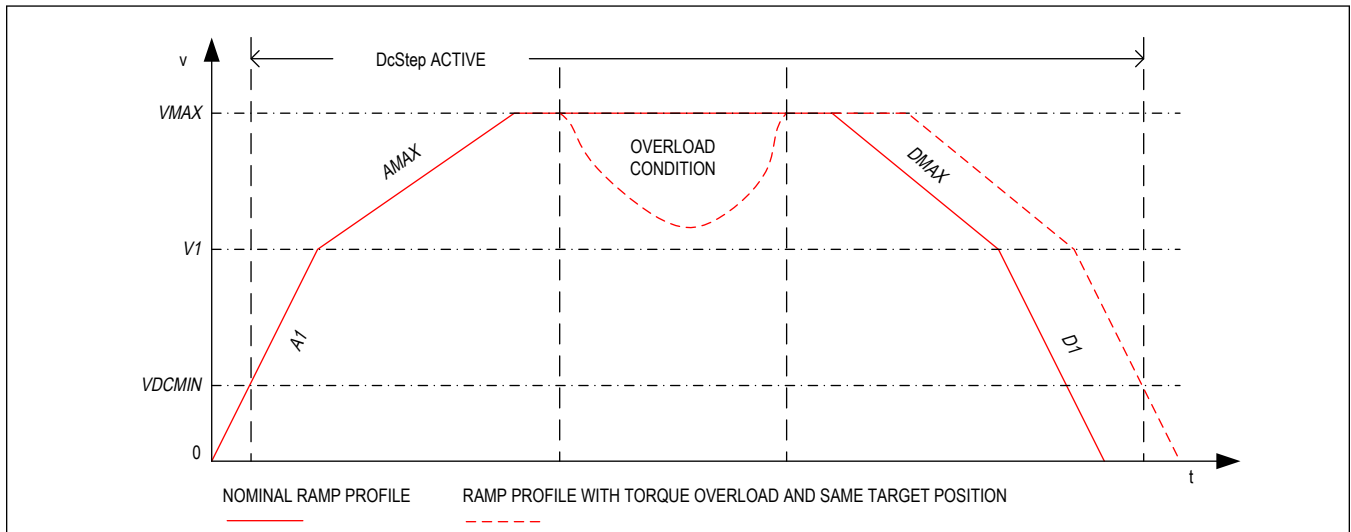 v
DcStep ACTIVE
VMAX
OVERLOAD
CONDITION
AMAX
DMAX
V1
A1
D1
VDCMIN
0
t
NOMINAL RAMP PROFILE
RAMP PROFILE WITH TORQUE OVERLOAD AND SAME TARGET POSITION